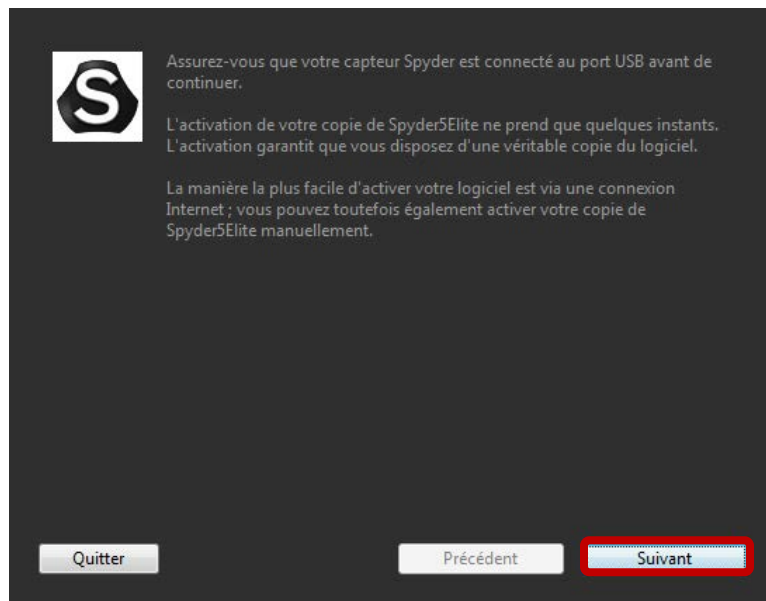 S
Assurez-vous que votre capteur Spyder est connecté au port USB avant de
continuer.
L'activation de votre copie de Spyder5Elite ne prend que quelques instants.
L'activation garantit que vous disposez d'une véritable copie du logiciel.
La manière la plus facile d'activer votre logiciel est via une connexion
Internet ; vous pouvez toutefois également activer votre copie de
Spyder5Elite manuellement.
Quitter
Précédent
Suivant